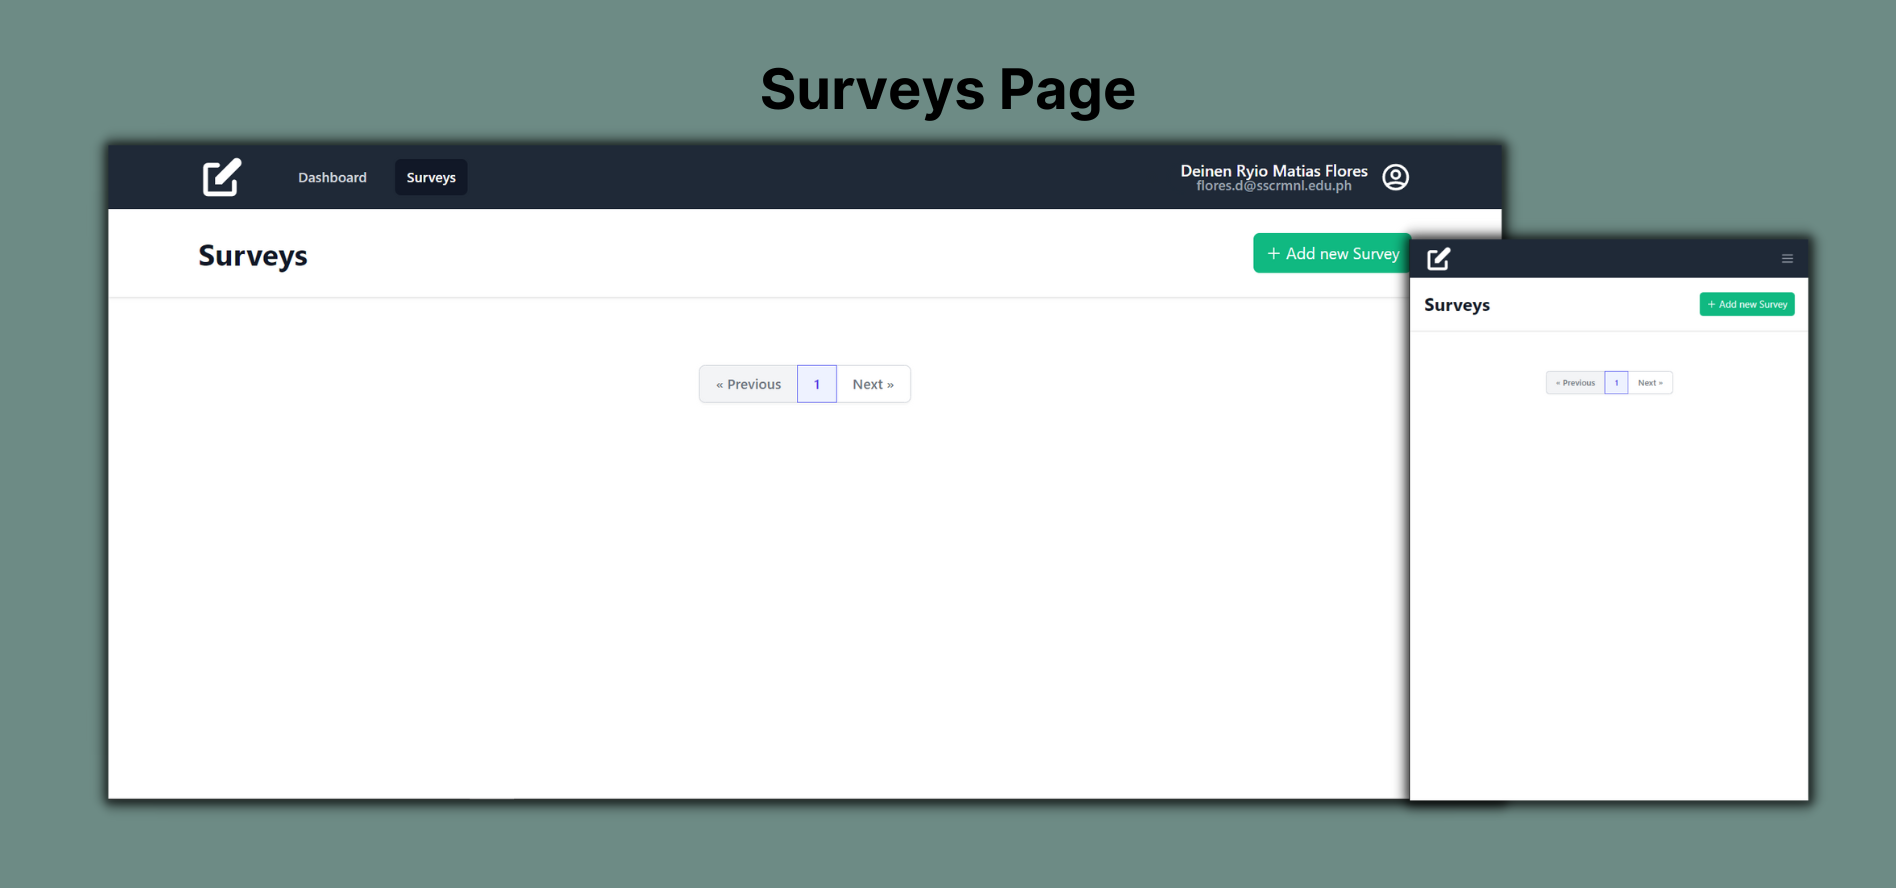 Surveys Page
Dashboard
Surveys
Deinen Ryio Matias Flores
flores.d@sscrmnl.edu.ph
Surveys
+ Add new Survey
« Previous
1
Next »
Surveys
+ Add new Survey
« Previous
1
Next »